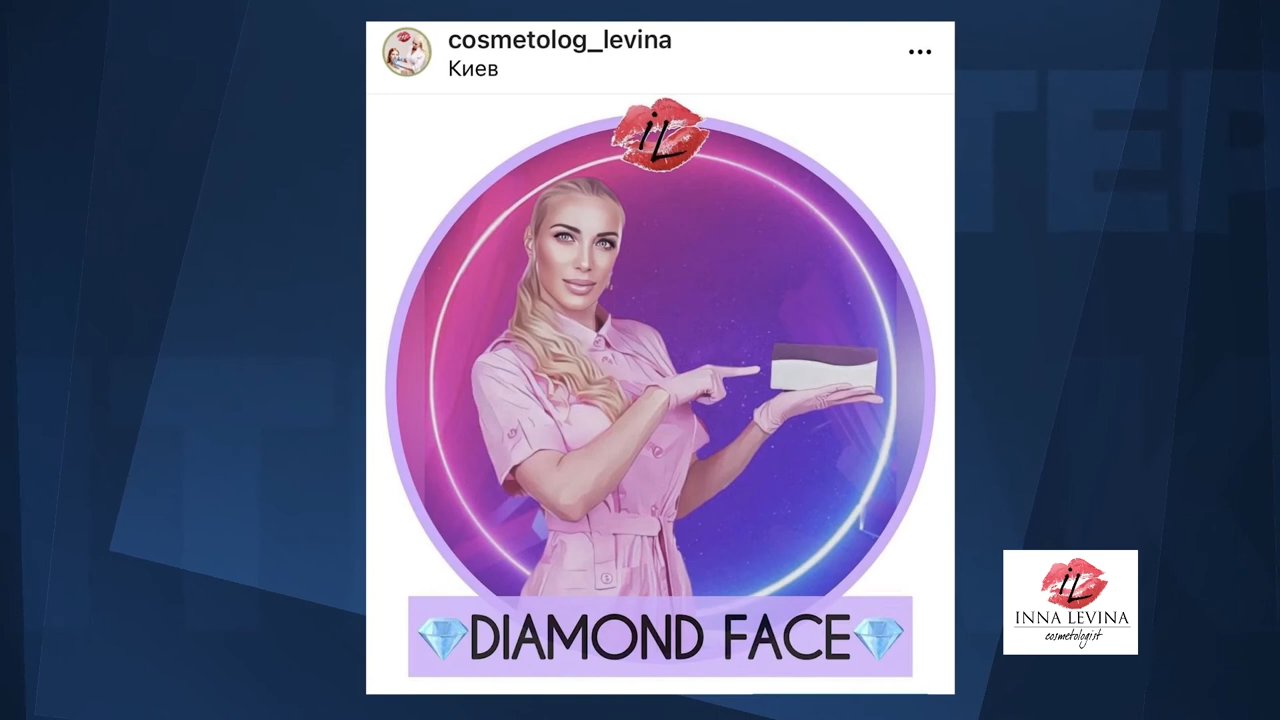 cosmetolog_levina
Киев
iL
DIAMOND FACE
iL
INNA LEVINA
cosmetologist